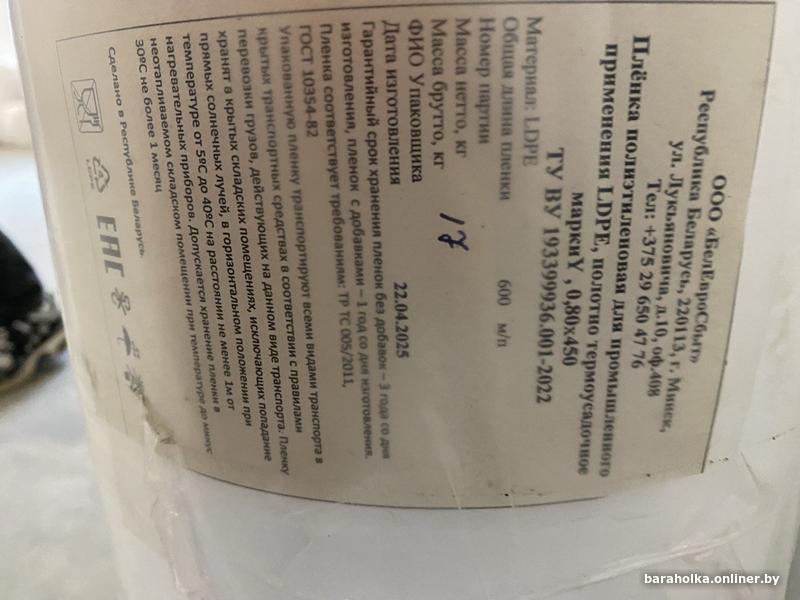 ООО «БелЕвроСбыт»
Республика Беларусь, 220113, г. Минск,
ул. Лукьяновича, д.10, оф.408
Тел: +375 29 650 47 76
Плёнка полиэтиленовая для промышленного
применения LDPE, полотно термоусадочное
маркиY , 0,80х450
ТУ BY 193399936.001-2022
Материал: LDPE
Общая длина пленки 600 м/п
Номер партии
Масса нетто, кг 17
Масса брутто, кг
ФИО Упаковщика
Дата изготовления 22.04.2025
Гарантийный срок хранения пленок без добавок – 3 года со дня
изготовления, пленок с добавками – 1 год со дня изготовления.
Пленка соответствует требованиям: ТР ТС 005/2011,
ГОСТ 10354-82
Упакованную пленку транспортируют всеми видами транспорта в
крытых транспортных средствах в соответствии с правилами
перевозки грузов, действующих на данном виде транспорта. Пленку
хранят в крытых складских помещениях, исключающих попадание
прямых солнечных лучей, в горизонтальном положении при
температуре от 5ºС до 40ºС на расстоянии не менее 1м от
нагревательных приборов. Допускается хранение пленки в
неотапливаемом складском помещении при температуре до минус
30ºС не более 1 месяц
Сделано в Республике Беларусь.
EAC
baraholka.onliner.by